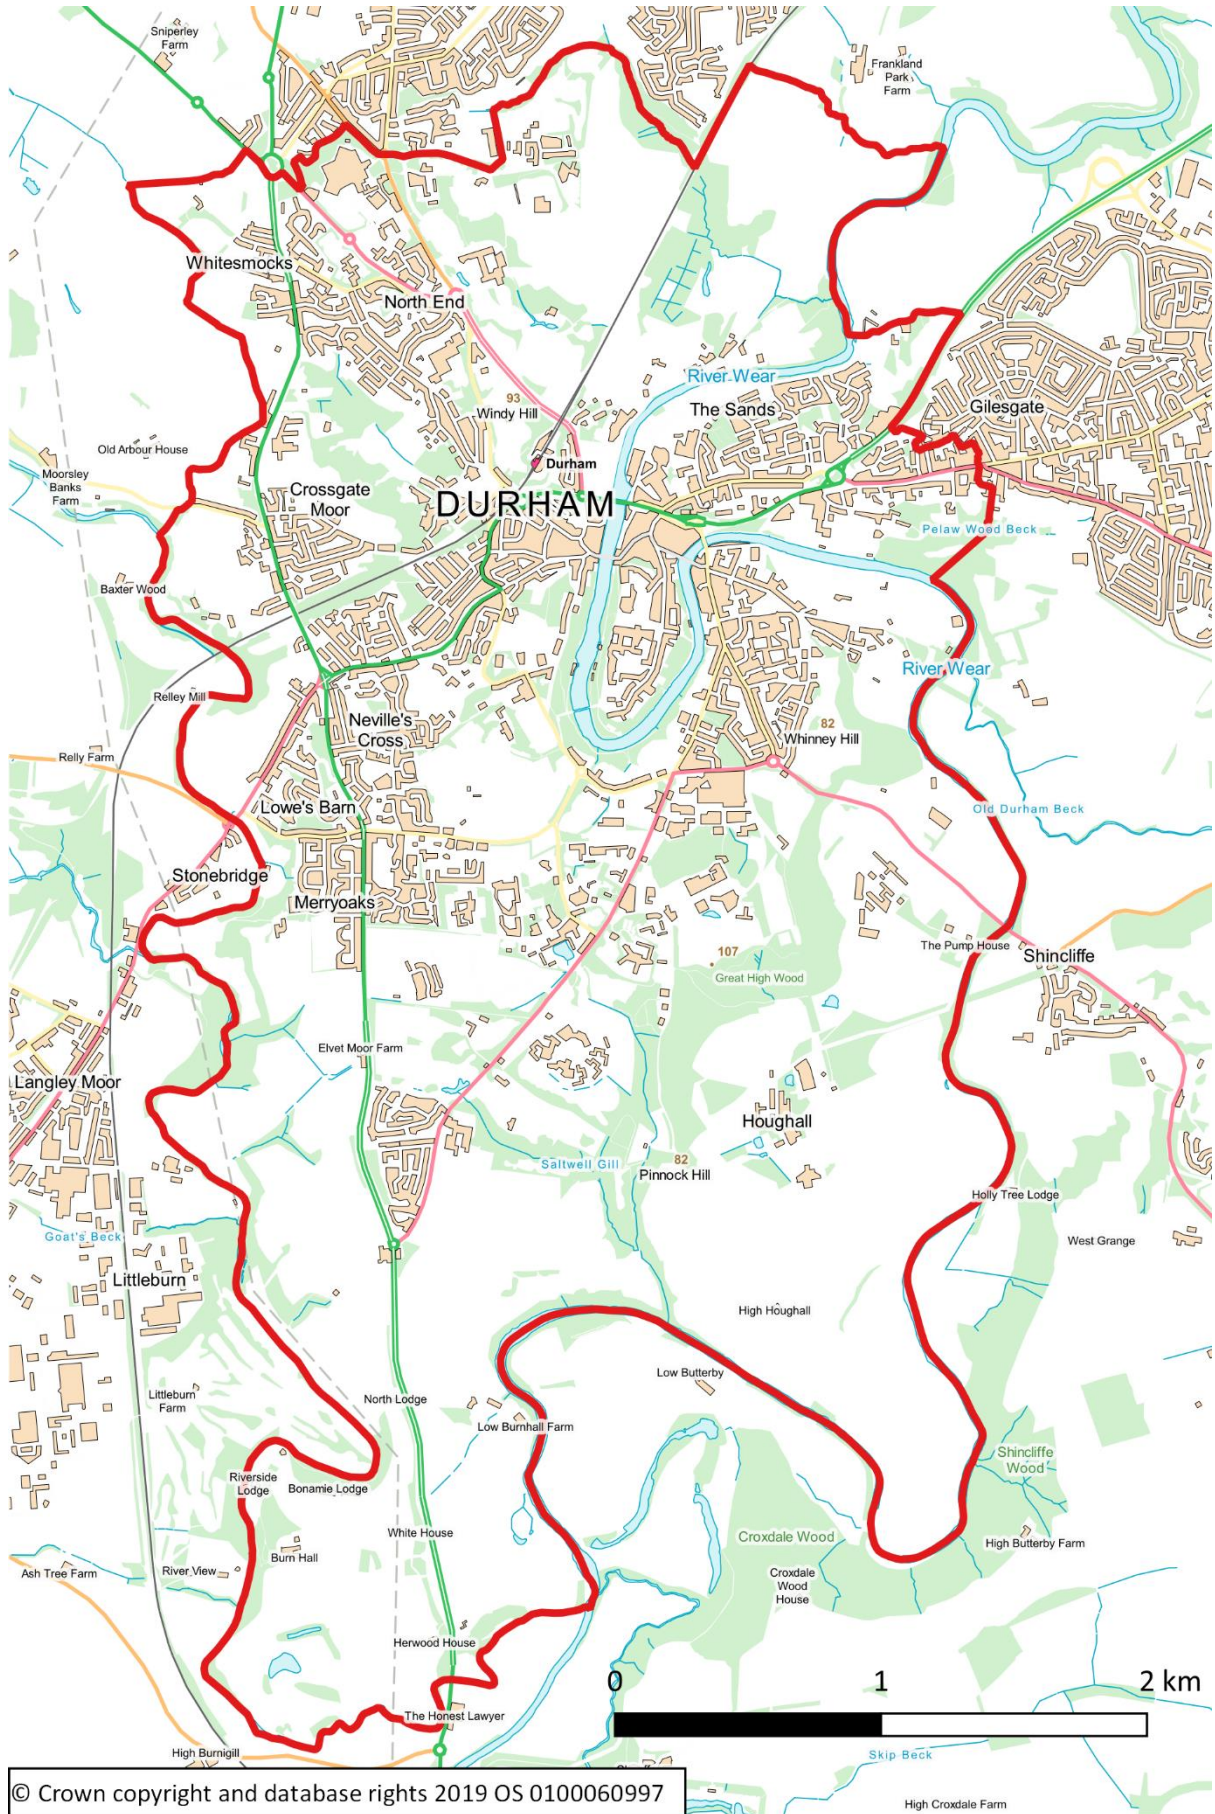 Sniperley
Farm
Frankland
Park
Farm
Whitesmocks
North End
River Wear
The Sands
93
Windy Hill
Gilesgate
Old Arbour House
Durham
Moorsley
Banks
Farm
Crossgate
Moor
DURHAM
Pelaw Wood Beck
Baxter Wood
River Wear
Relley Mill
Neville's
Cross
82
Whinney Hill
Relly Farm
Lowe's Barn
Old Durham Beck
Stonebridge
Merryoaks
107
The Pump House
Shincliffe
Great High Wood
Elvet Moor Farm
Langley Moor
Houghall
Saltwell Gill
82
Pinnock Hill
Holly Tree Lodge
Goat's Beck
West Grange
Littleburn
High Houghall
Low Butterby
Littleburn
Farm
North Lodge
Low Burnhall Farm
Shincliffe
Wood
Riverside
Lodge
Bonamie Lodge
White House
Croxdale Wood
High Butterby Farm
Burn Hall
Ash Tree Farm
River View
Croxdale
Wood
House
Herwood House
0 1 2 km
The Honest Lawyer
High Burnigill
Skip Beck
© Crown copyright and database rights 2019 OS 0100060997
High Croxdale Farm